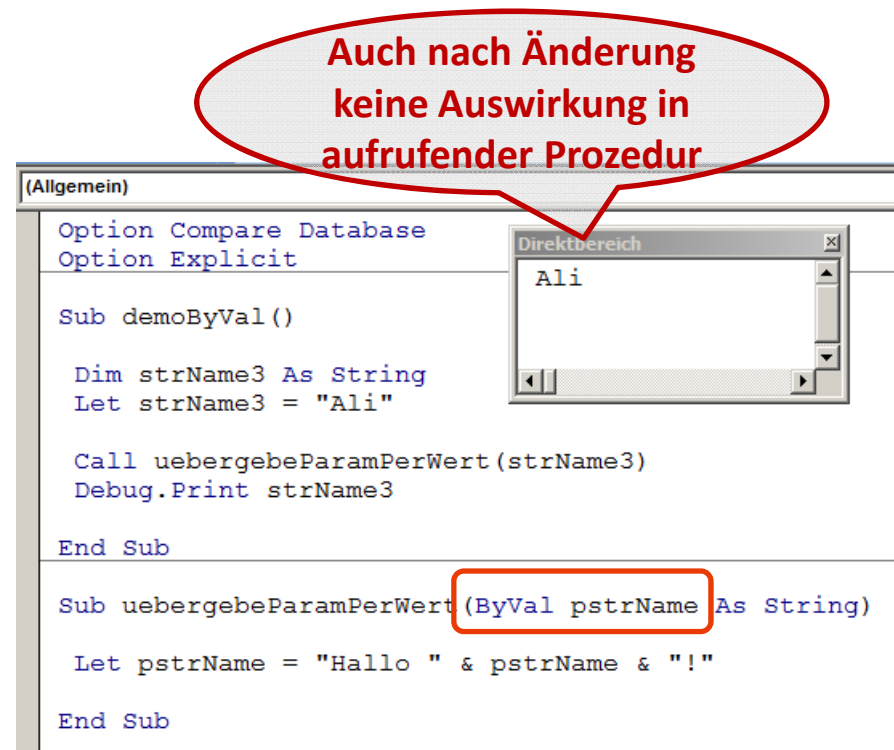 Auch nach Änderung
keine Auswirkung in
aufrufender Prozedur
(Allgemein)
Option Compare Database
Option Explicit
Direktbereich
Ali
Sub demoByVal()
Dim strName3 As String
Let strName3 = "Ali"
Call uebergebeParamPerWert(strName3)
Debug.Print strName3
End Sub
Sub uebergebeParamPerWert(ByVal pstrName As String)
Let pstrName = "Hallo " & pstrName & "!"
End Sub